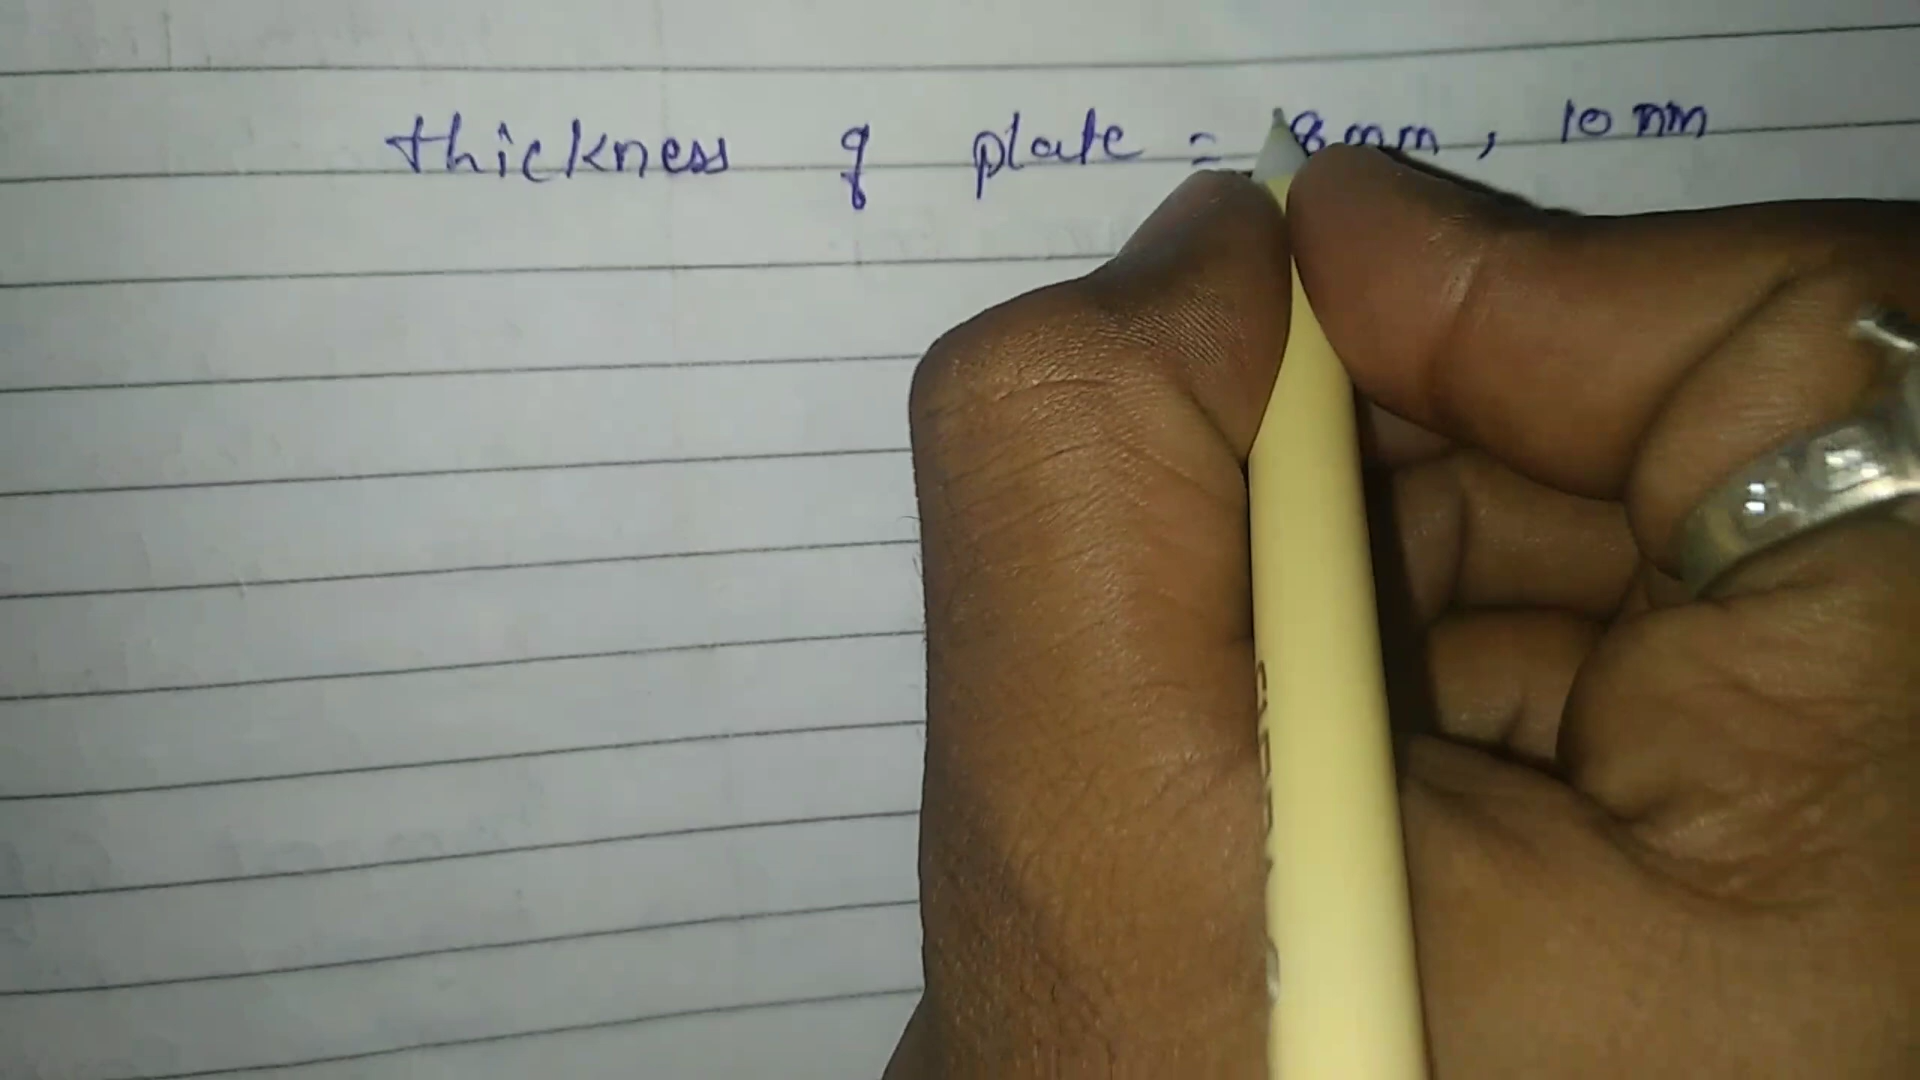 thickness of plate = 8mm, 10 mm